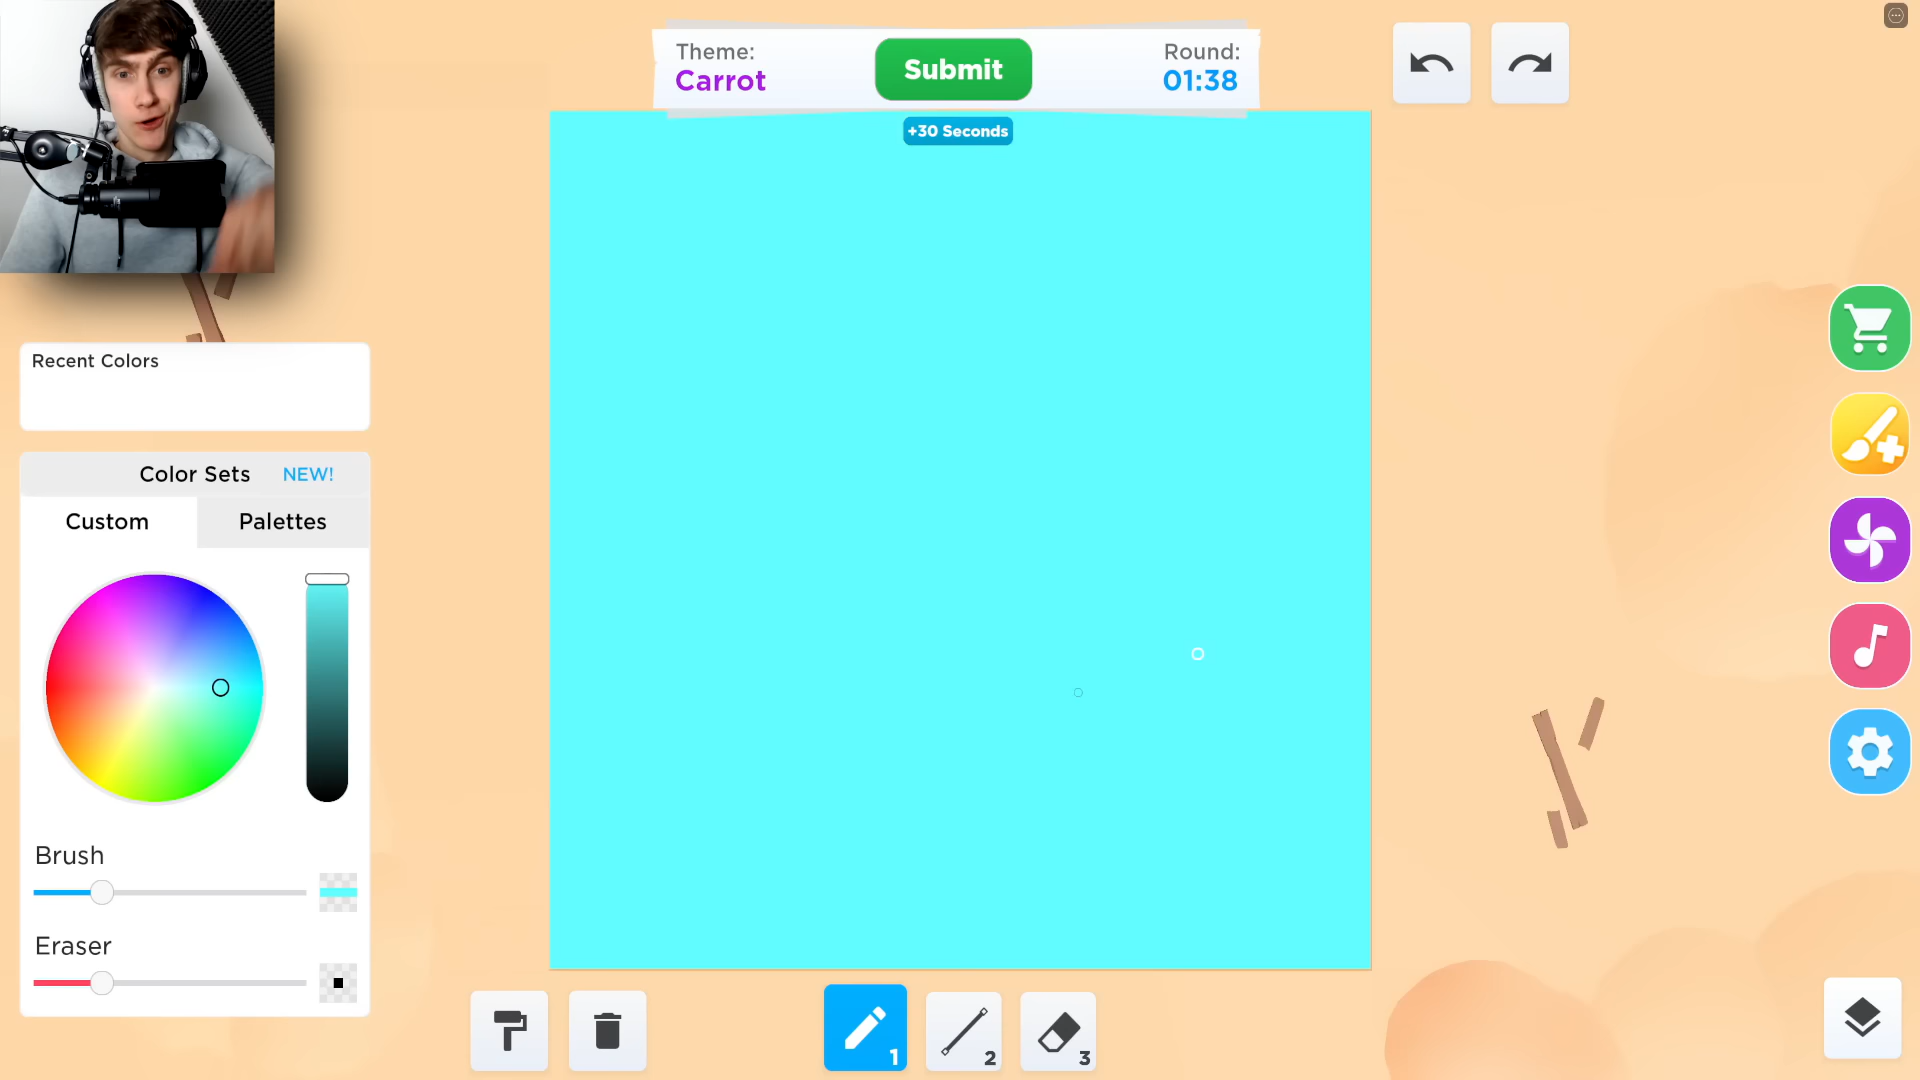 Theme:
Carrot
Submit
Round:
01:38
+30 Seconds
Recent Colors
Color Sets NEW!
Custom
Palettes
Brush
Eraser
1
2
3